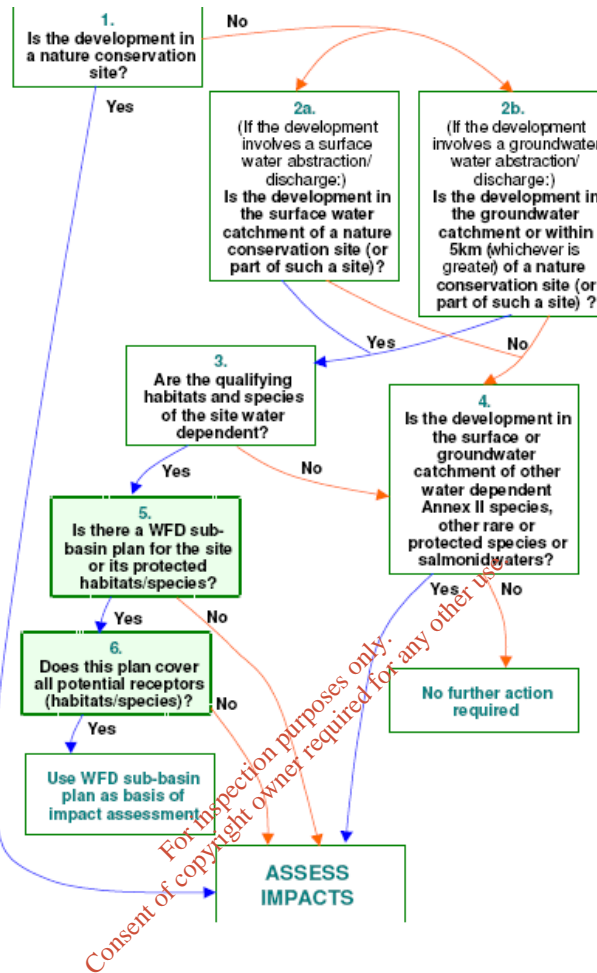 1.
Is the development in
a nature conservation
site?
No
Yes
2a.
(If the development
involves a surface
water abstraction/
discharge:)
Is the development in
the surface water
catchment of a nature
conservation site (or
part of such a site)?
2b.
(If the development
involves a groundwater
water abstraction/
discharge:)
Is the development in
the groundwater
catchment or within
5km (whichever is
greater) of a nature
conservation site (or
part of such a site) ?
Yes
No
3.
Are the qualifying
habitats and species
of the site water
dependent?
Yes
No
4.
Is the development in
the surface or
groundwater
catchment of other
water dependent
Annex II species,
other rare or
protected species or
salmonidwaters?
Yes
No
5.
Is there a WFD sub-
basin plan for the site
or its protected
habitats/species?
Yes
No
6.
Does this plan cover
all potential receptors
(habitats/species)?
No
Yes
No further action
required
Use WFD sub-basin
plan as basis of
impact assessment
ASSESS
IMPACTS
For inspection purposes only.
Consent of copyright owner required for any other use.